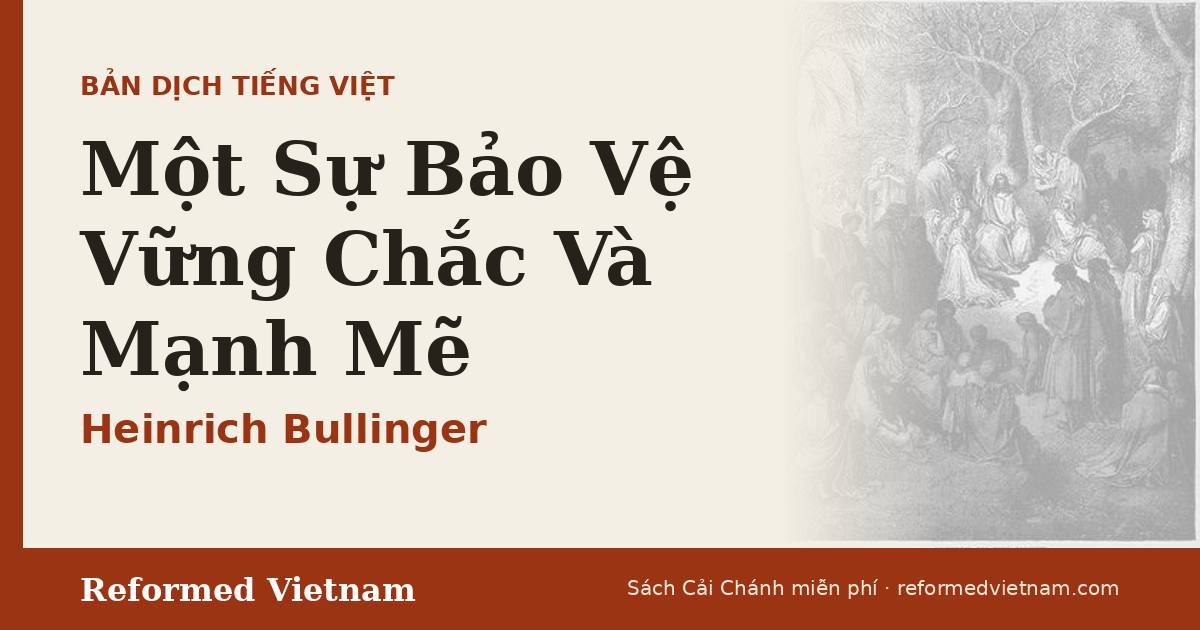 BẢN DỊCH TIẾNG VIỆT
Một Sự Bảo Vệ
Vững Chắc Và
Mạnh Mẽ
Heinrich Bullinger
Reformed Vietnam
Sách Cải Chánh miễn phí · reformedvietnam.com